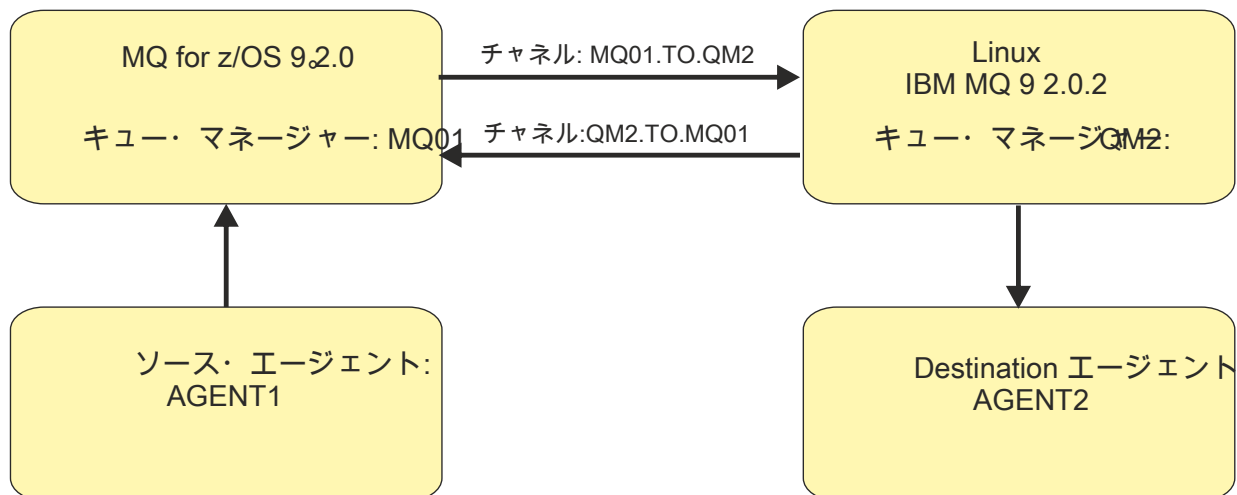 MQ for z/OS 9.2.0
キュー・マネージャー: MQ01
チャネル: MQ01.TO.QM2
チャネル:QM2.TO.MQ01
Linux
IBM MQ 9 2.0.2
キュー・マネージャー: QM2
ソース・エージェント:
AGENT1
Destination エージェント
AGENT2